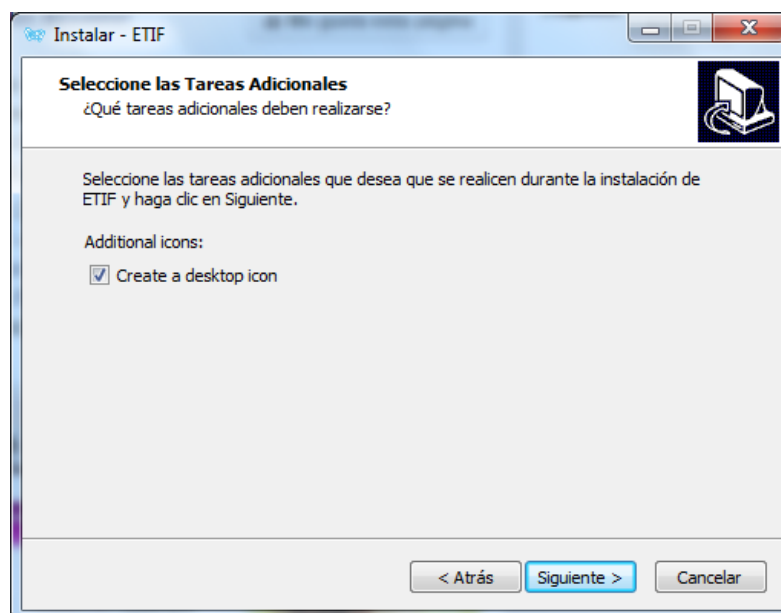 Instalar - ETIF
Seleccione las Tareas Adicionales
¿Qué tareas adicionales deben realizarse?
Seleccione las tareas adicionales que desea que se realicen durante la instalación de
ETIF y haga clic en Siguiente.
Additional icons:
Create a desktop icon
< Atrás
Siguiente >
Cancelar